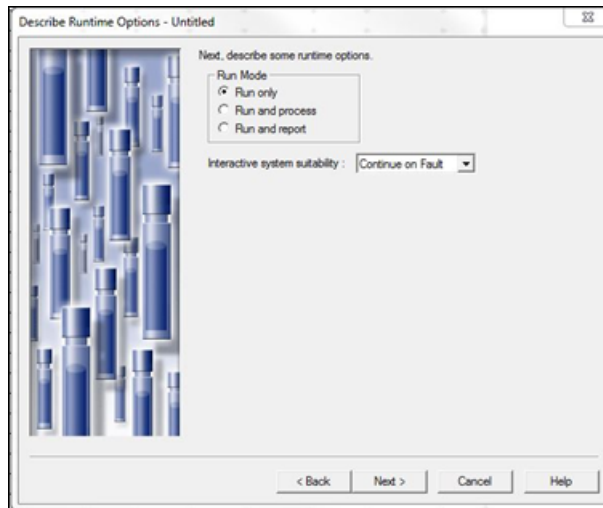 Describe Runtime Options - Untitled
Next, describe some runtime options.
Run Mode
Run only
Run and process
Run and report
Interactive system suitability : Continue on Fault
< Back Next > Cancel Help